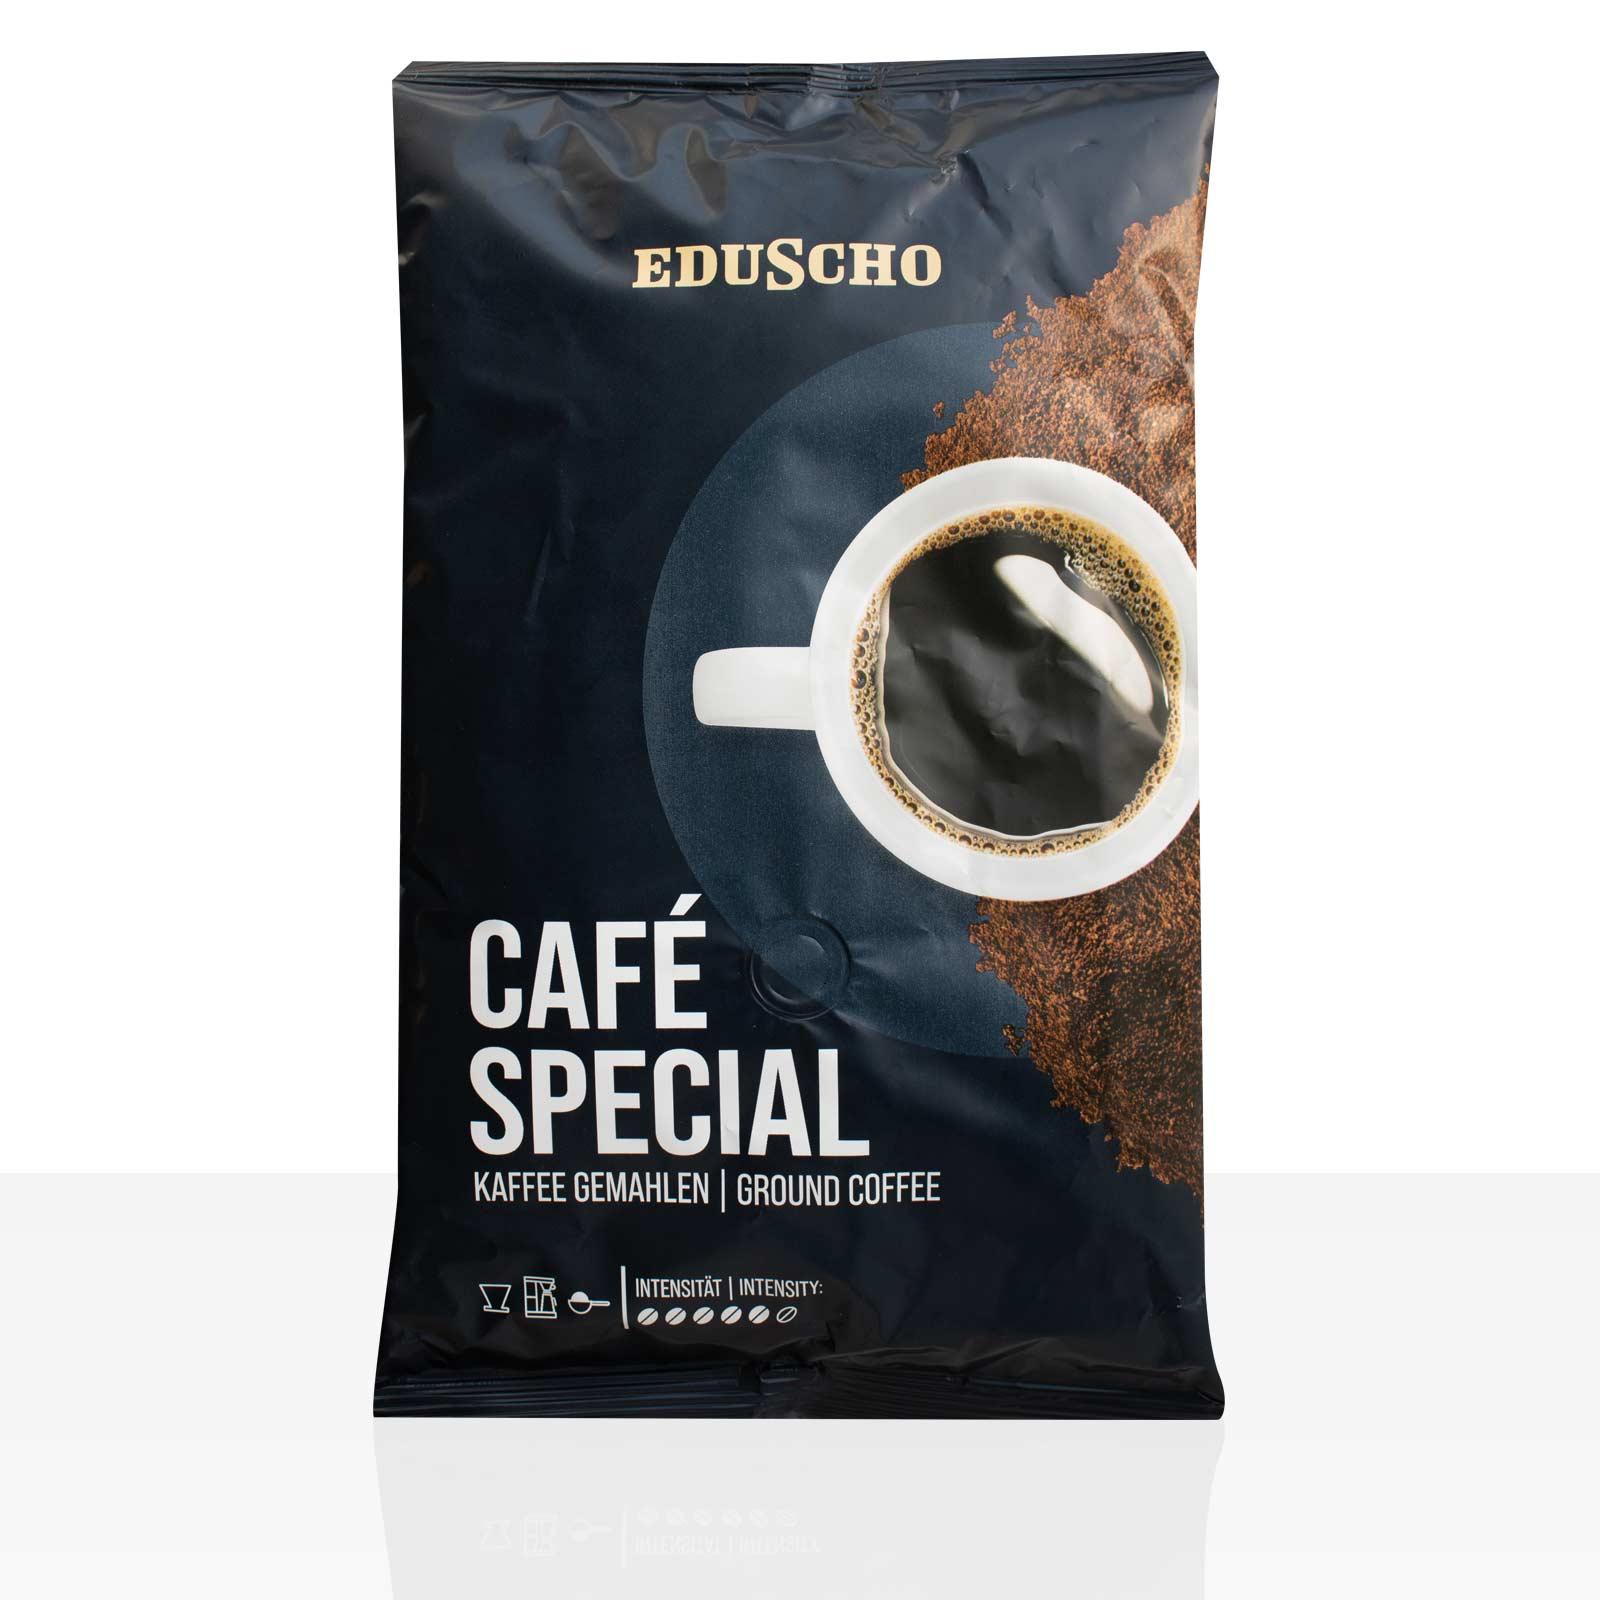 EDUSCHO
CAFÉ
SPECIAL
KAFFEE GEMAHLEN | GROUND COFFEE
INTENSITÄT | INTENSITY: